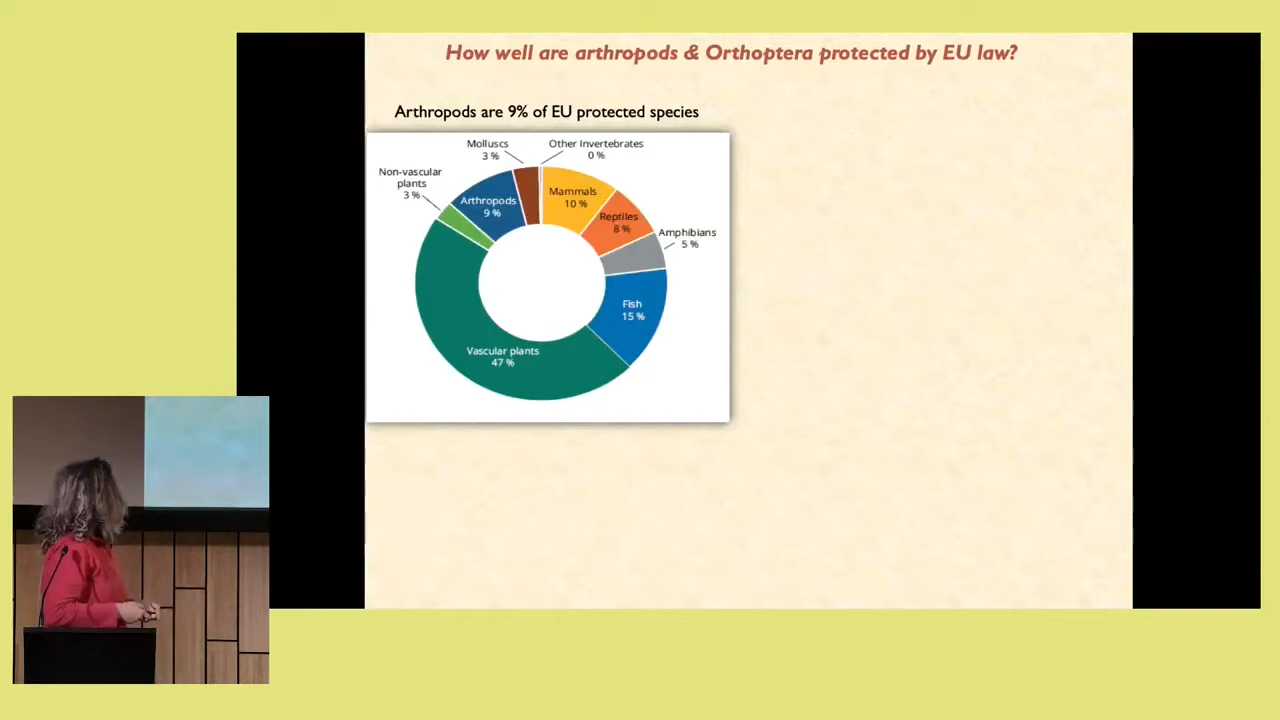 How well are arthropods & Orthoptera protected by EU law?
Arthropods are 9% of EU protected species
Molluscs
3 %
Other Invertebrates
0 %
Non-vascular
plants
3 %
Arthropods
9 %
Mammals
10 %
Reptiles
8 %
Amphibians
5 %
Fish
15 %
Vascular plants
47 %